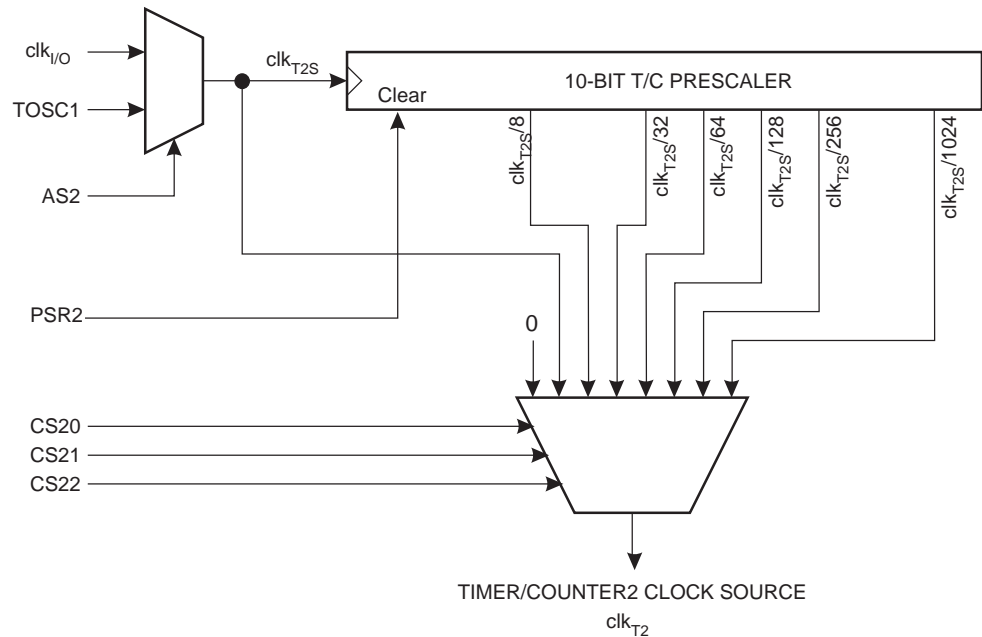 clkI/O
clkT2S
10-BIT T/C PRESCALER
TOSC1
Clear
clkT2S/8
clkT2S/32
clkT2S/64
clkT2S/128
clkT2S/256
clkT2S/1024
AS2
PSR2
0
CS20
CS21
CS22
TIMER/COUNTER2 CLOCK SOURCE
clkT2